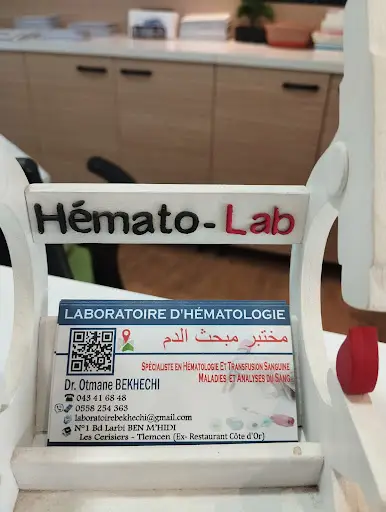 Hémato-Lab
LABORATOIRE D'HÉMATOLOGIE
مختبر مبحث الدم
SPÉCIALISTE EN HÉMATOLOGIE ET TRANSFUSION SANGUINE
MALADIES ET ANALYSES DU SANG
Dr. Otmane BEKHECHI
043 41 68 48
0558 254 363
laboratoirebekhechi@gmail.com
N°1 Bd Larbi BEN M'HIDI
Les Cerisiers - Tlemcen (Ex- Restaurant Côte d'Or)